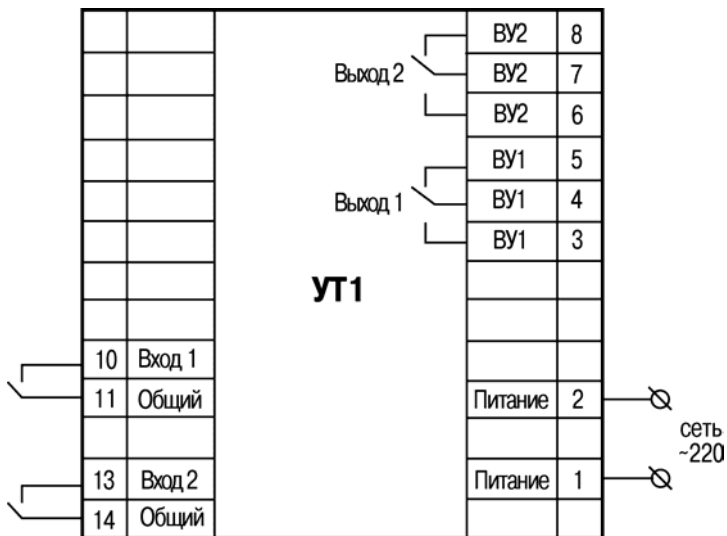 ВУ2 8
Выход 2 ВУ2 7
ВУ2 6
ВУ1 5
Выход 1 ВУ1 4
ВУ1 3
УТ1
10 Вход 1
11 Общий
Питание 2
сеть
~220
13 Вход 2
Питание 1
14 Общий